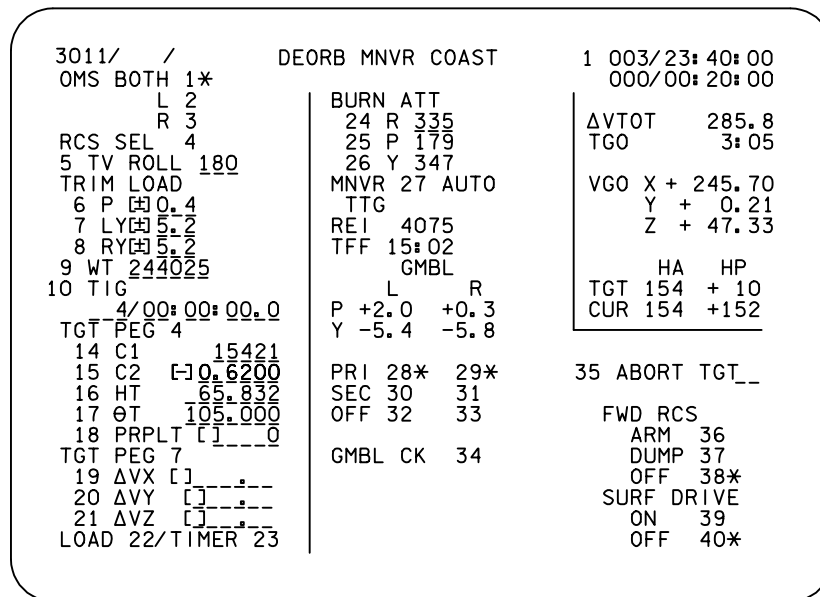 3011/ / DEORB MNVR COAST 1 003/23:40:00
000/00:20:00
OMS BOTH 1*
L 2
R 3
RCS SEL 4
5 TV ROLL 180
TRIM LOAD
6 P [±]0.4
7 LY[±]5.2
8 RY[±]5.2
9 WT 244025
10 TIG
__4/00:00:00.0
TGT PEG 4
14 C1 15421
15 C2 [-]0.6200
16 HT 65.832
17 θT 105.000
18 PRPLT [ ] 0
TGT PEG 7
19 ΔVX [ ]____.__
20 ΔVY [ ]___.__
21 ΔVZ [ ]___.__
LOAD 22/TIMER 23
BURN ATT
24 R 335
25 P 179
26 Y 347
MNVR 27 AUTO
TTG
REI 4075
TFF 15:02
GMBL
L R
P +2.0 +0.3
Y -5.4 -5.8
PRI 28* 29*
SEC 30 31
OFF 32 33
GMBL CK 34
ΔVTOT 285.8
TGO 3:05
VGO X + 245.70
Y + 0.21
Z + 47.33
HA HP
TGT 154 + 10
CUR 154 +152
35 ABORT TGT__
FWD RCS
ARM 36
DUMP 37
OFF 38*
SURF DRIVE
ON 39
OFF 40*